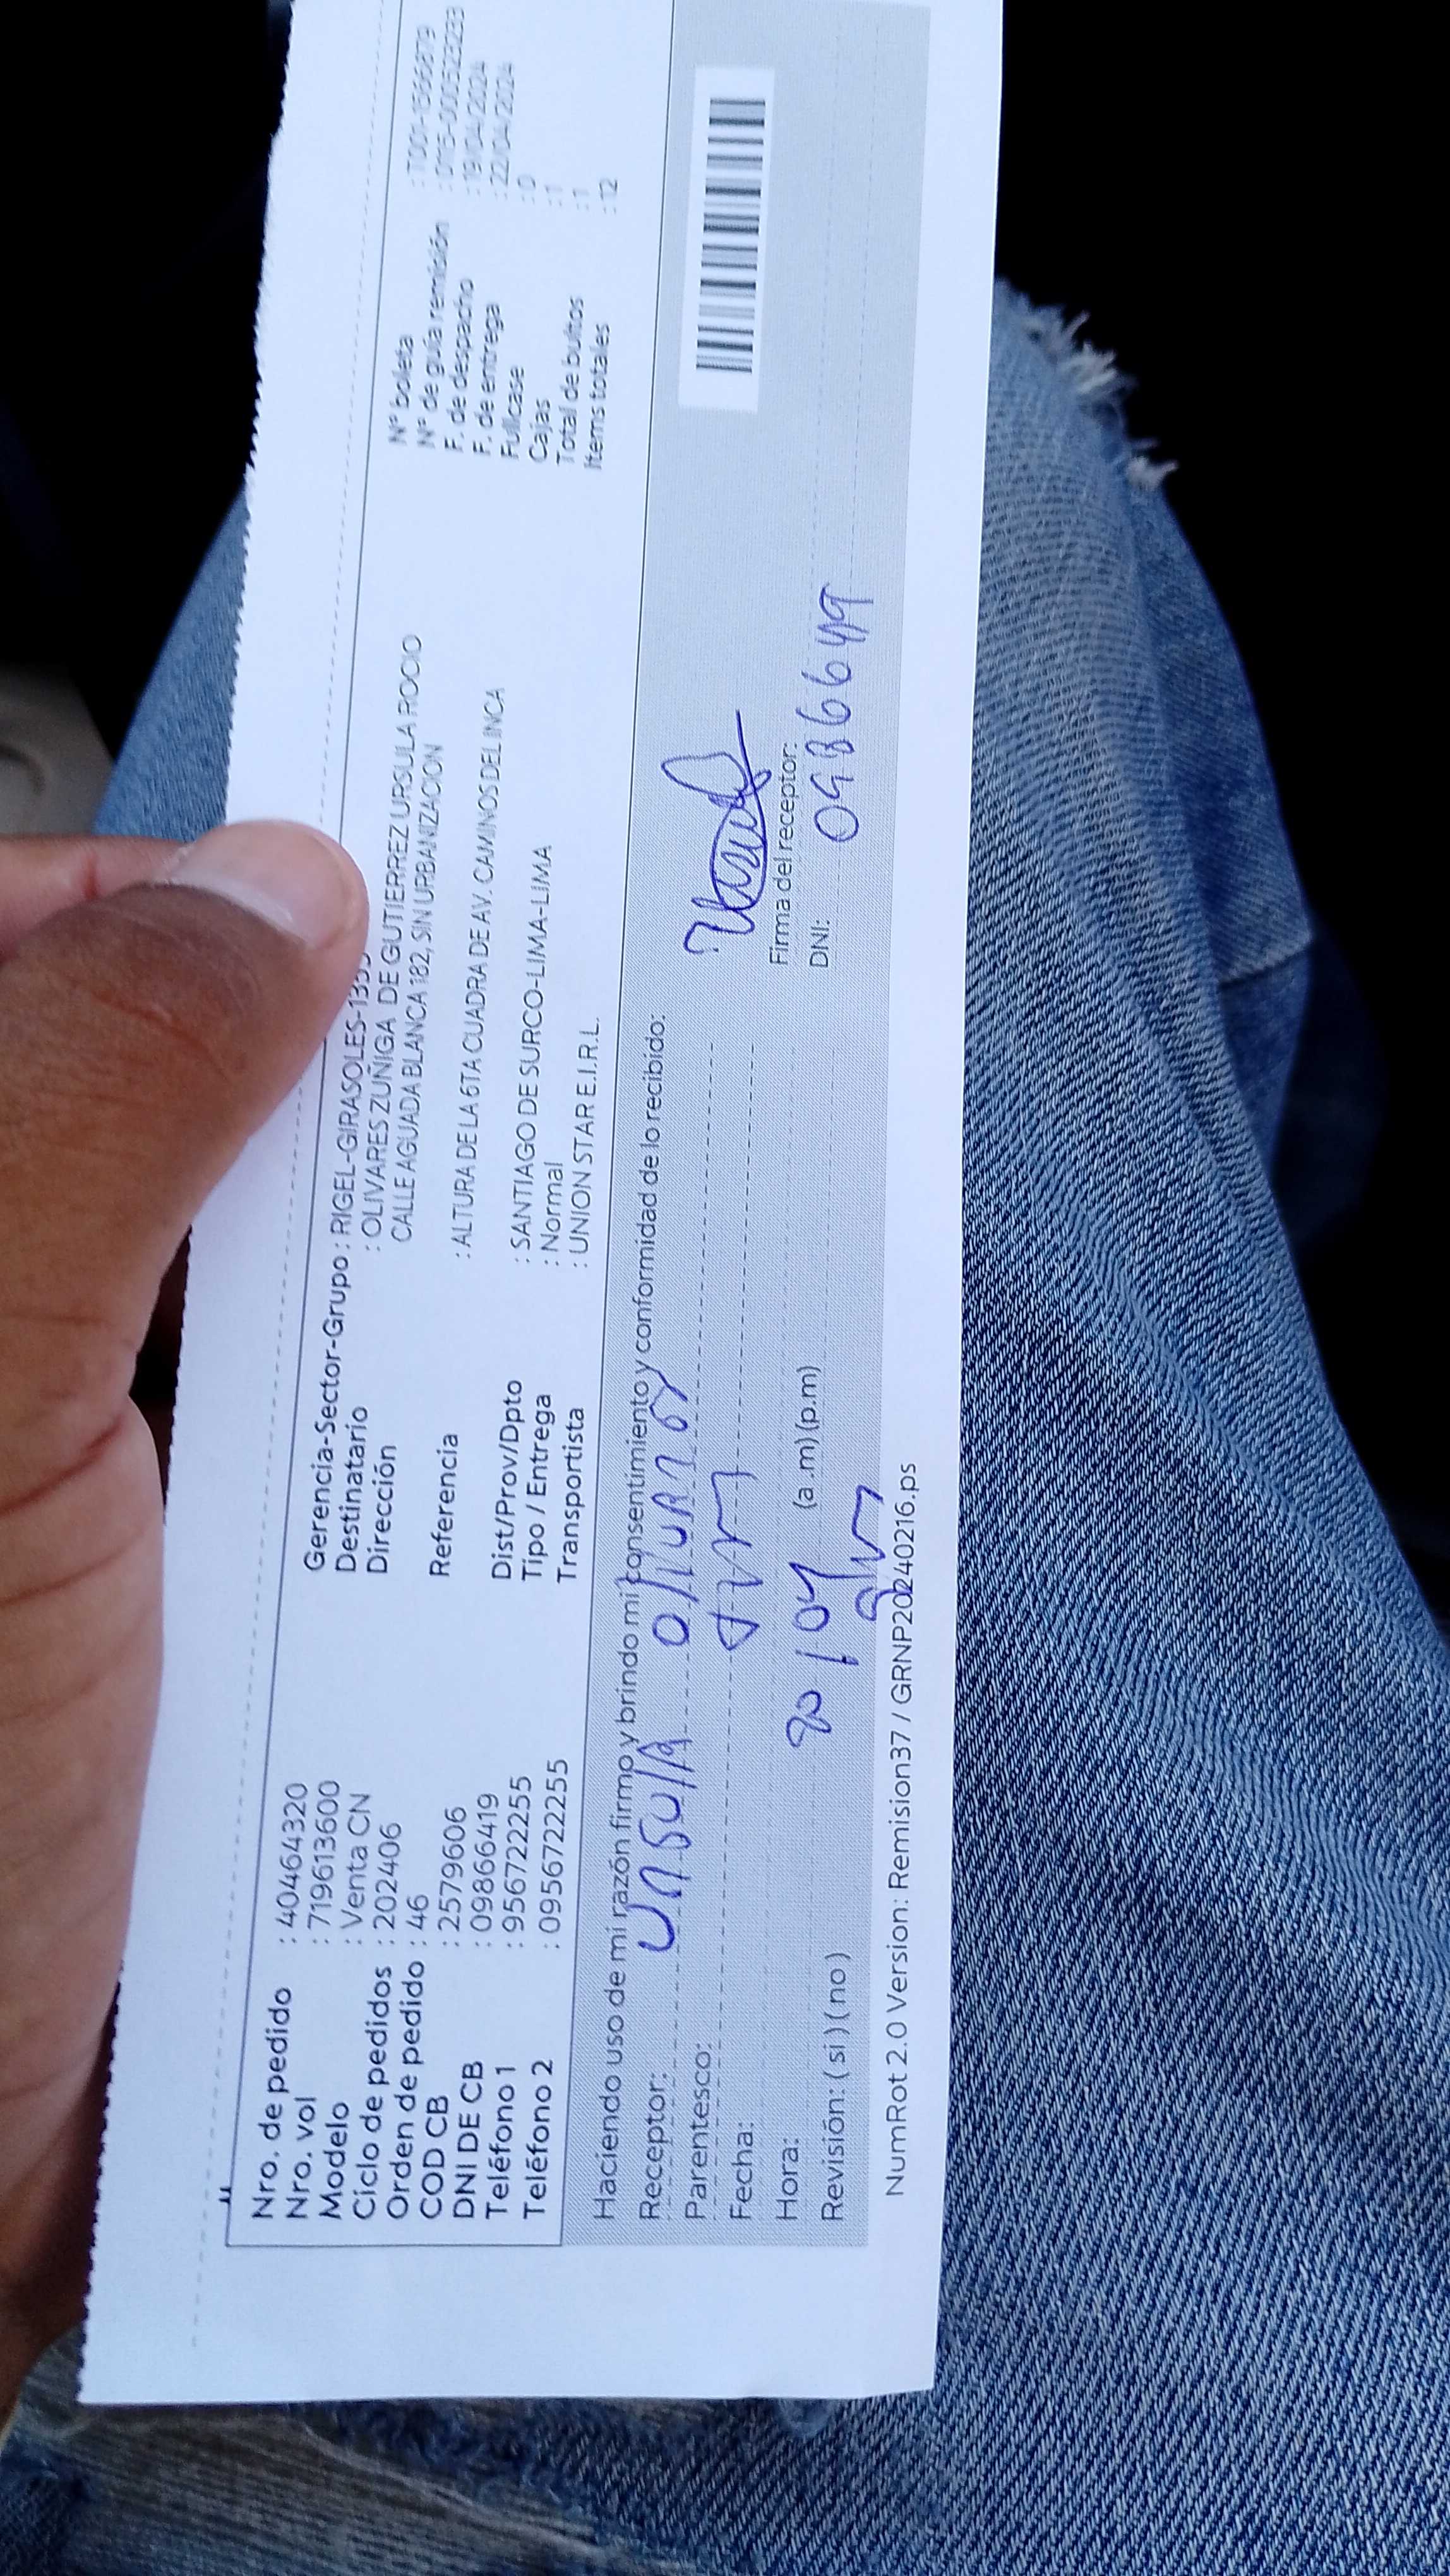 Nro. de pedido : 40464320
Nro. vol : 719613600
Modelo : Venta CN
Ciclo de pedidos : 202406
Orden de pedido : 46
COD CB : 2579606
DNI DE CB : 09866419
Teléfono 1 : 956722255
Teléfono 2 : 0956722255
Gerencia-Sector-Grupo : RIGEL-GIRASOLES-13
Destinatario : OLIVARES ZUÑIGA DE GUTIERREZ URSULA ROCIO
Dirección CALLE AGUADA BLANCA 182, SIN URBANIZACION
Referencia : ALTURA DE LA 6TA CUADRA DE AV. CAMINOS DEL INCA
Dist/Prov/Dpto : SANTIAGO DE SURCO-LIMA-LIMA
Tipo / Entrega : Normal
Transportista : UNION STAR E.I.R.L.
N° boleta
N° de guía remisión
F. de despacho : 19/04/2024
F. de entrega : 22/04/2024
Fullcase : 0
Cajas : 1
Total de bultos : 1
Items totales : 12
Haciendo uso de mi razón firmo y brindo mi consentimiento y conformidad de lo recibido:
Receptor: URSULA OLIVARES
Parentesco:
Fecha:
Hora: (a.m) (p.m)
Revisión: ( si ) ( no )
Firma del receptor:
DNI: 09866419
NumRot 2.0 Version: Remision37 / GRNP20240216.ps